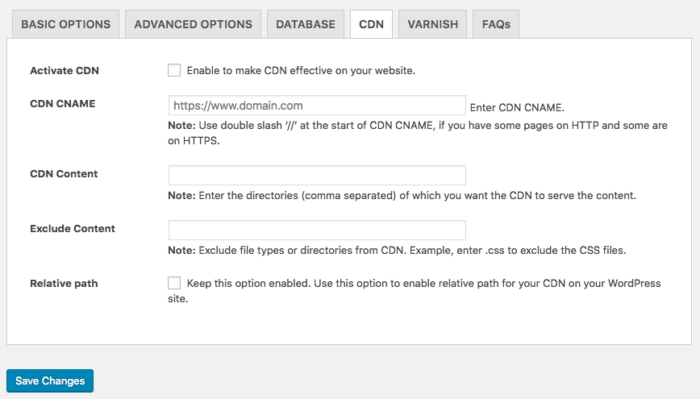 BASIC OPTIONS ADVANCED OPTIONS DATABASE CDN VARNISH FAQs
Activate CDN Enable to make CDN effective on your website.
CDN CNAME https://www.domain.com Enter CDN CNAME.
Note: Use double slash ‘//’ at the start of CDN CNAME, if you have some pages on HTTP and some are
on HTTPS.
CDN Content
Note: Enter the directories (comma separated) of which you want the CDN to serve the content.
Exclude Content
Note: Exclude file types or directories from CDN. Example, enter .css to exclude the CSS files.
Relative path Keep this option enabled. Use this option to enable relative path for your CDN on your WordPress
site.
Save Changes